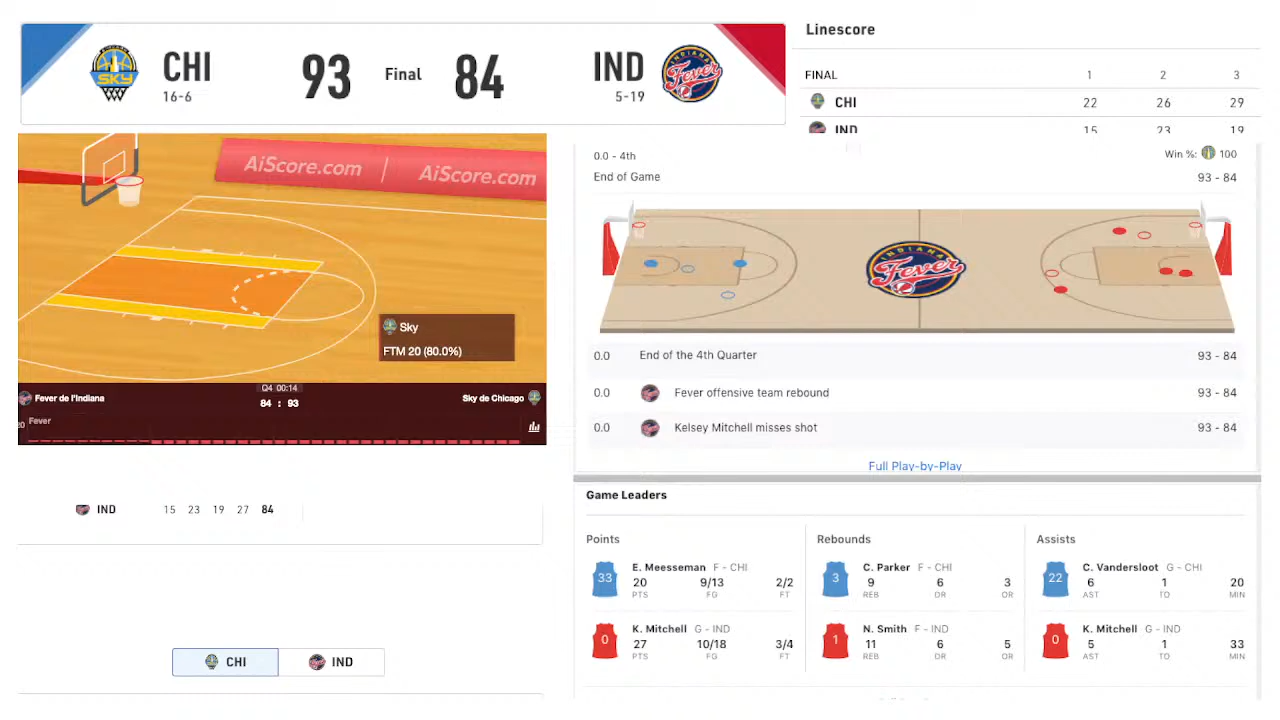 CHI
16-6
93
Final
84
IND
5-19
Linescore
FINAL 1 2 3
CHI 22 26 29
IND 15 23 19
AiScore.com | AiScore.com
Sky
FTM 20 (80.0%)
Q4 00:14
Fever de l'Indiana 84 : 93 Sky de Chicago
20 Fever
0.0 - 4th Win %: 100
End of Game 93 - 84
INDIANA Fever
0.0 End of the 4th Quarter 93 - 84
0.0 Fever offensive team rebound 93 - 84
0.0 Kelsey Mitchell misses shot 93 - 84
Full Play-by-Play
IND 15 23 19 27 84
CHI IND
Game Leaders
Points Rebounds Assists
33 E. Meesseman F - CHI 3 C. Parker F - CHI 22 C. Vandersloot G - CHI
20 9/13 2/2 9 6 3 6 1 20
PTS FG FT REB DR OR AST TO MIN
0 K. Mitchell G - IND 1 N. Smith F - IND 0 K. Mitchell G - IND
27 10/18 3/4 11 6 5 5 1 33
PTS FG FT REB DR OR AST TO MIN